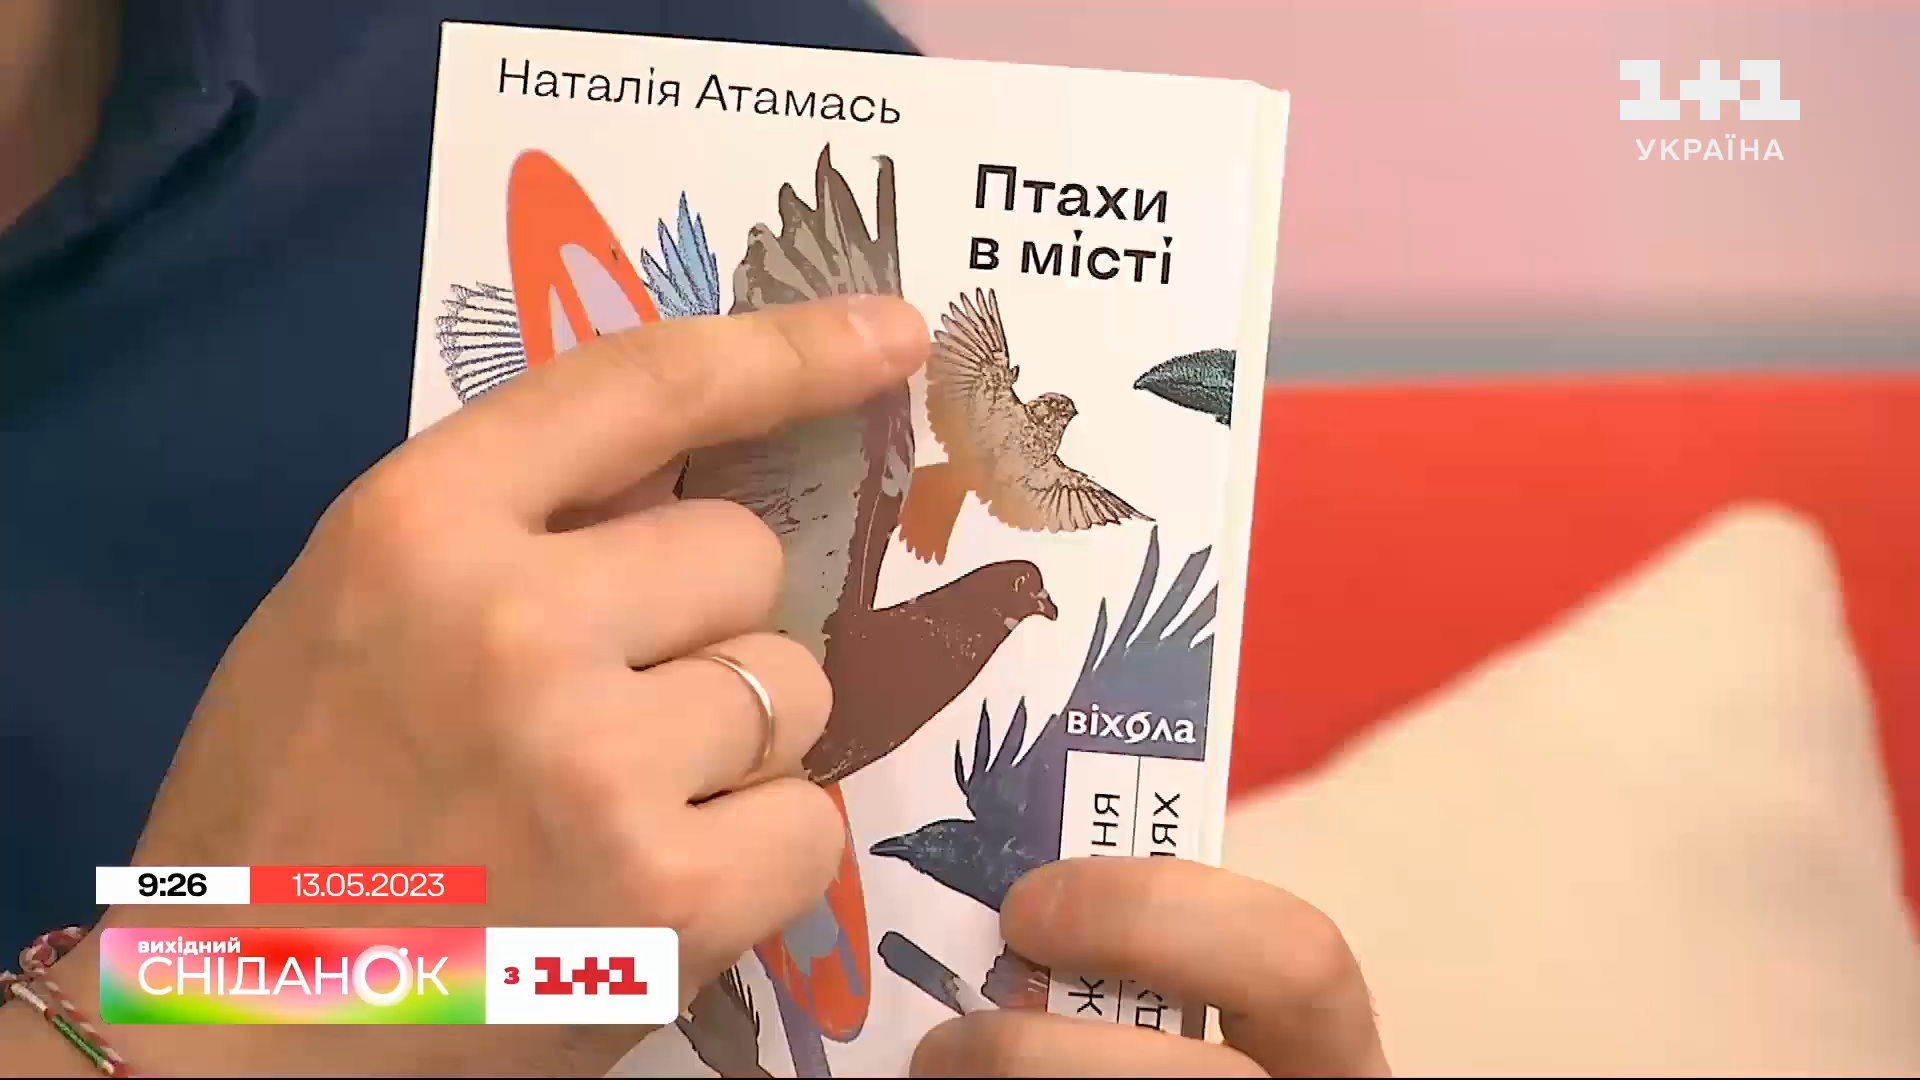 Наталія Атамась
Птахи
в місті
1+1
УКРАЇНА
віхола
9:26
13.05.2023
вихідний
СНІДАНОК
з 1+1